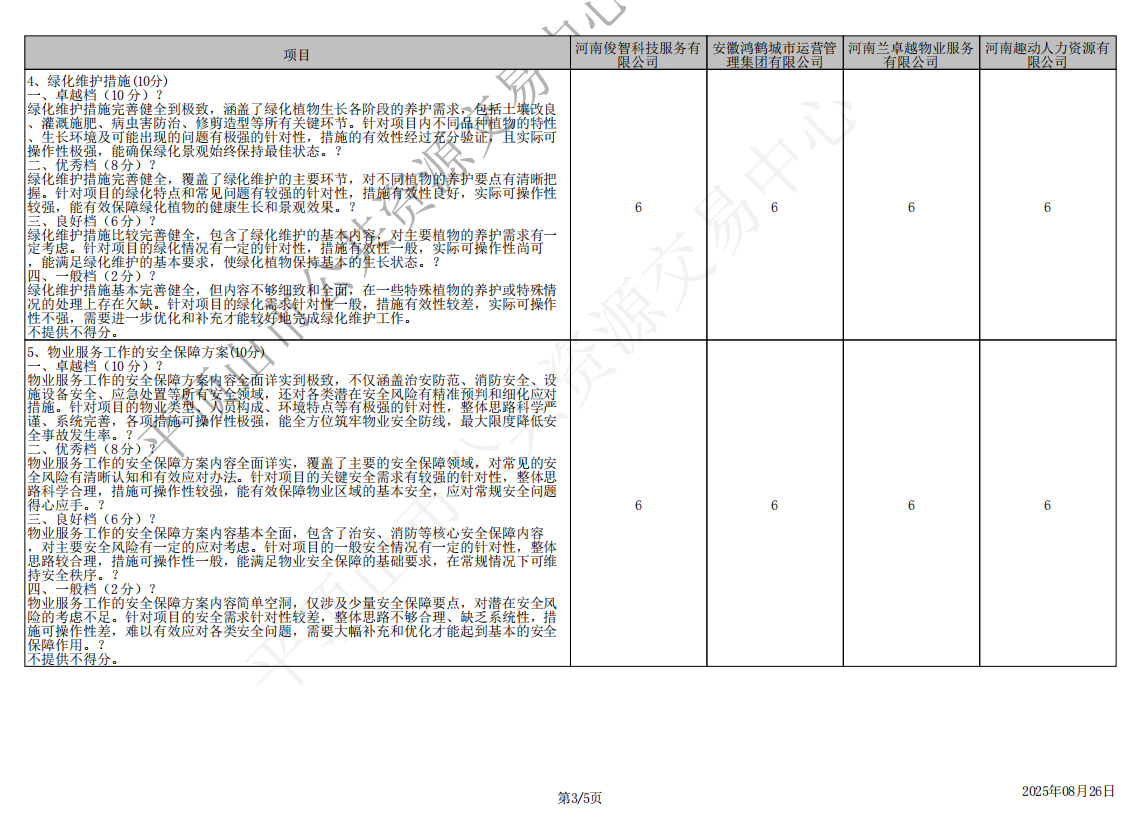 项目
河南俊智科技服务有
限公司
安徽鸿鹤城市运营管
理集团有限公司
河南兰卓越物业服务
有限公司
河南趣动人力资源有
限公司
4、绿化维护措施(10分)
一、卓越档（10 分）？
绿化维护措施完善健全到极致，涵盖了绿化植物生长各阶段的养护需求，包括土壤改良
、灌溉施肥、病虫害防治、修剪造型等所有关键环节。针对项目内不同品种植物的特性
、生长环境及可能出现的问题有极强的针对性，措施的有效性经过充分验证，且实际可
操作性极强，能确保绿化景观始终保持最佳状态。？
二、优秀档（8 分）？
绿化维护措施完善健全，覆盖了绿化维护的主要环节，对不同植物的养护要点有清晰把
握。针对项目的绿化特点和常见问题有较强的针对性，措施有效性良好，实际可操作性
较强，能有效保障绿化植物的健康生长和景观效果。？
三、良好档（6 分）？
绿化维护措施比较完善健全，包含了绿化维护的基本内容，对主要植物的养护需求有一
定考虑。针对项目的绿化情况有一定的针对性，措施有效性一般，实际可操作性尚可
，能满足绿化维护的基本要求，使绿化植物保持基本的生长状态。？
四、一般档（2 分）？
绿化维护措施基本完善健全，但内容不够细致和全面，在一些特殊植物的养护或特殊情
况的处理上存在欠缺。针对项目的绿化需求针对性一般，措施有效性较差，实际可操作
性不强，需要进一步优化和补充才能较好地完成绿化维护工作。
不提供不得分。
6
6
6
6
5、物业服务工作的安全保障方案(10分)
一、卓越档（10 分）？
物业服务工作的安全保障方案内容全面详实到极致，不仅涵盖治安防范、消防安全、设
施设备安全、应急处置等所有安全领域，还对各类潜在安全风险有精准预判和细化应对
措施。针对项目的物业类型、人员构成、环境特点等有极强的针对性，整体思路科学严
谨、系统完善，各项措施可操作性极强，能全方位筑牢物业安全防线，最大限度降低安
全事故发生率。？
二、优秀档（8 分）？
物业服务工作的安全保障方案内容全面详实，覆盖了主要的安全保障领域，对常见的安
全风险有清晰认知和有效应对办法。针对项目的关键安全需求有较强的针对性，整体思
路科学合理，措施可操作性较强，能有效保障物业区域的基本安全，应对常规安全问题
得心应手。？
三、良好档（6 分）？
物业服务工作的安全保障方案内容基本全面，包含了治安、消防等核心安全保障内容
，对主要安全风险有一定的应对考虑。针对项目的一般安全情况有一定的针对性，整体
思路较合理，措施可操作性一般，能满足物业安全保障的基础要求，在常规情况下可维
持安全秩序。？
四、一般档（2 分）？
物业服务工作的安全保障方案内容简单空洞，仅涉及少量安全保障要点，对潜在安全风
险的考虑不足。针对项目的安全需求针对性较差，整体思路不够合理、缺乏系统性，措
施可操作性差，难以有效应对各类安全问题，需要大幅补充和优化才能起到基本的安全
保障作用。？
不提供不得分。
6
6
6
6
平顶山市公共资源交易中心
平顶山市公共资源交易中心
第3/5页
2025年08月26日